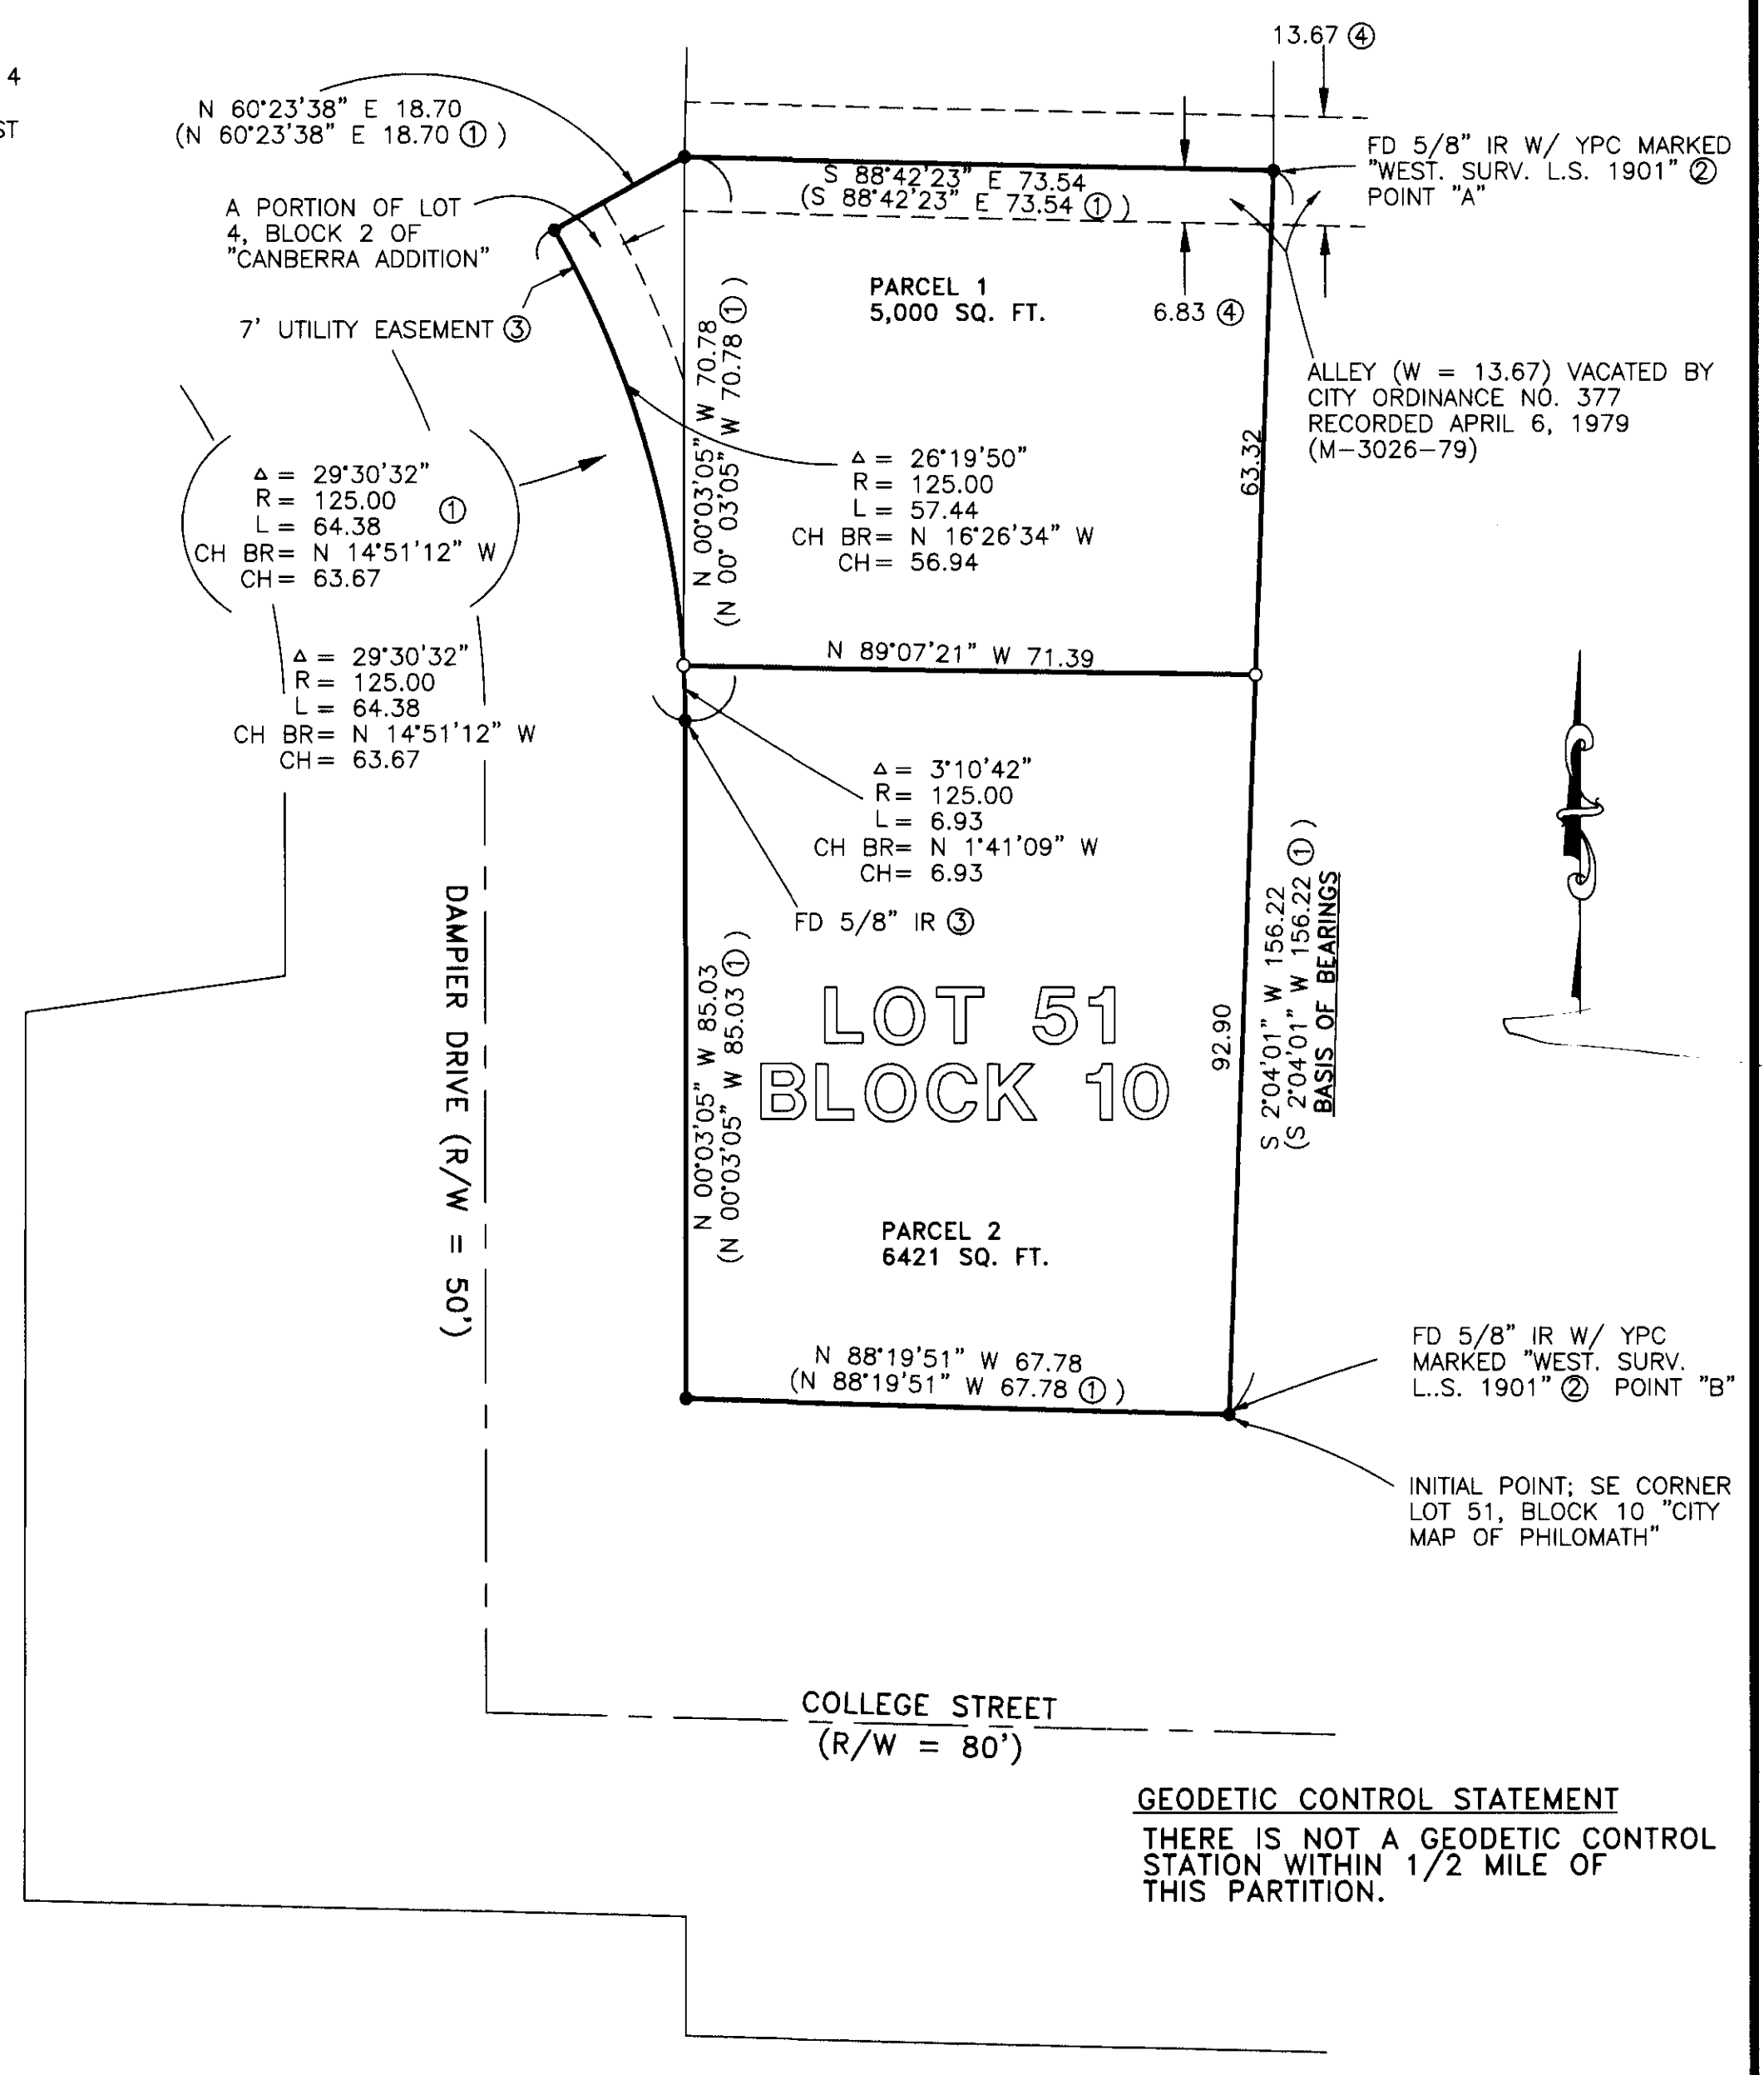 4
ST
13.67 ④
N 60°23'38" E 18.70
(N 60°23'38" E 18.70 ① )
FD 5/8" IR W/ YPC MARKED
"WEST. SURV. L.S. 1901" ②
POINT "A"
S 88°42'23" E 73.54
(S 88°42'23" E 73.54 ① )
A PORTION OF LOT
4, BLOCK 2 OF
"CANBERRA ADDITION"
7' UTILITY EASEMENT ③
PARCEL 1
5,000 SQ. FT.
6.83 ④
N 00°03'05" W 70.78
(N 00° 03'05" W 70.78 ① )
ALLEY (W = 13.67) VACATED BY
CITY ORDINANCE NO. 377
RECORDED APRIL 6, 1979
(M-3026-79)
63.32
Δ = 29°30'32"
R = 125.00 ①
L = 64.38
CH BR= N 14°51'12" W
CH = 63.67
Δ = 26°19'50"
R = 125.00
L = 57.44
CH BR= N 16°26'34" W
CH= 56.94
Δ = 29°30'32"
R = 125.00
L = 64.38
CH BR= N 14°51'12" W
CH= 63.67
N 89°07'21" W 71.39
Δ = 3°10'42"
R= 125.00
L = 6.93
CH BR= N 1°41'09" W
CH= 6.93
FD 5/8" IR ③
DAMPIER DRIVE (R/W = 50')
N 00°03'05" W 85.03
(N 00°03'05" W 85.03 ① )
LOT 51
BLOCK 10
92.90
S 2°04'01" W 156.22
(S 2°04'01" W 156.22 ① )
BASIS OF BEARINGS
PARCEL 2
6421 SQ. FT.
N 88°19'51" W 67.78
(N 88°19'51" W 67.78 ① )
FD 5/8" IR W/ YPC
MARKED "WEST. SURV.
L..S. 1901" ② POINT "B"
INITIAL POINT; SE CORNER
LOT 51, BLOCK 10 "CITY
MAP OF PHILOMATH"
COLLEGE STREET
(R/W = 80')
GEODETIC CONTROL STATEMENT
THERE IS NOT A GEODETIC CONTROL
STATION WITHIN 1/2 MILE OF
THIS PARTITION.